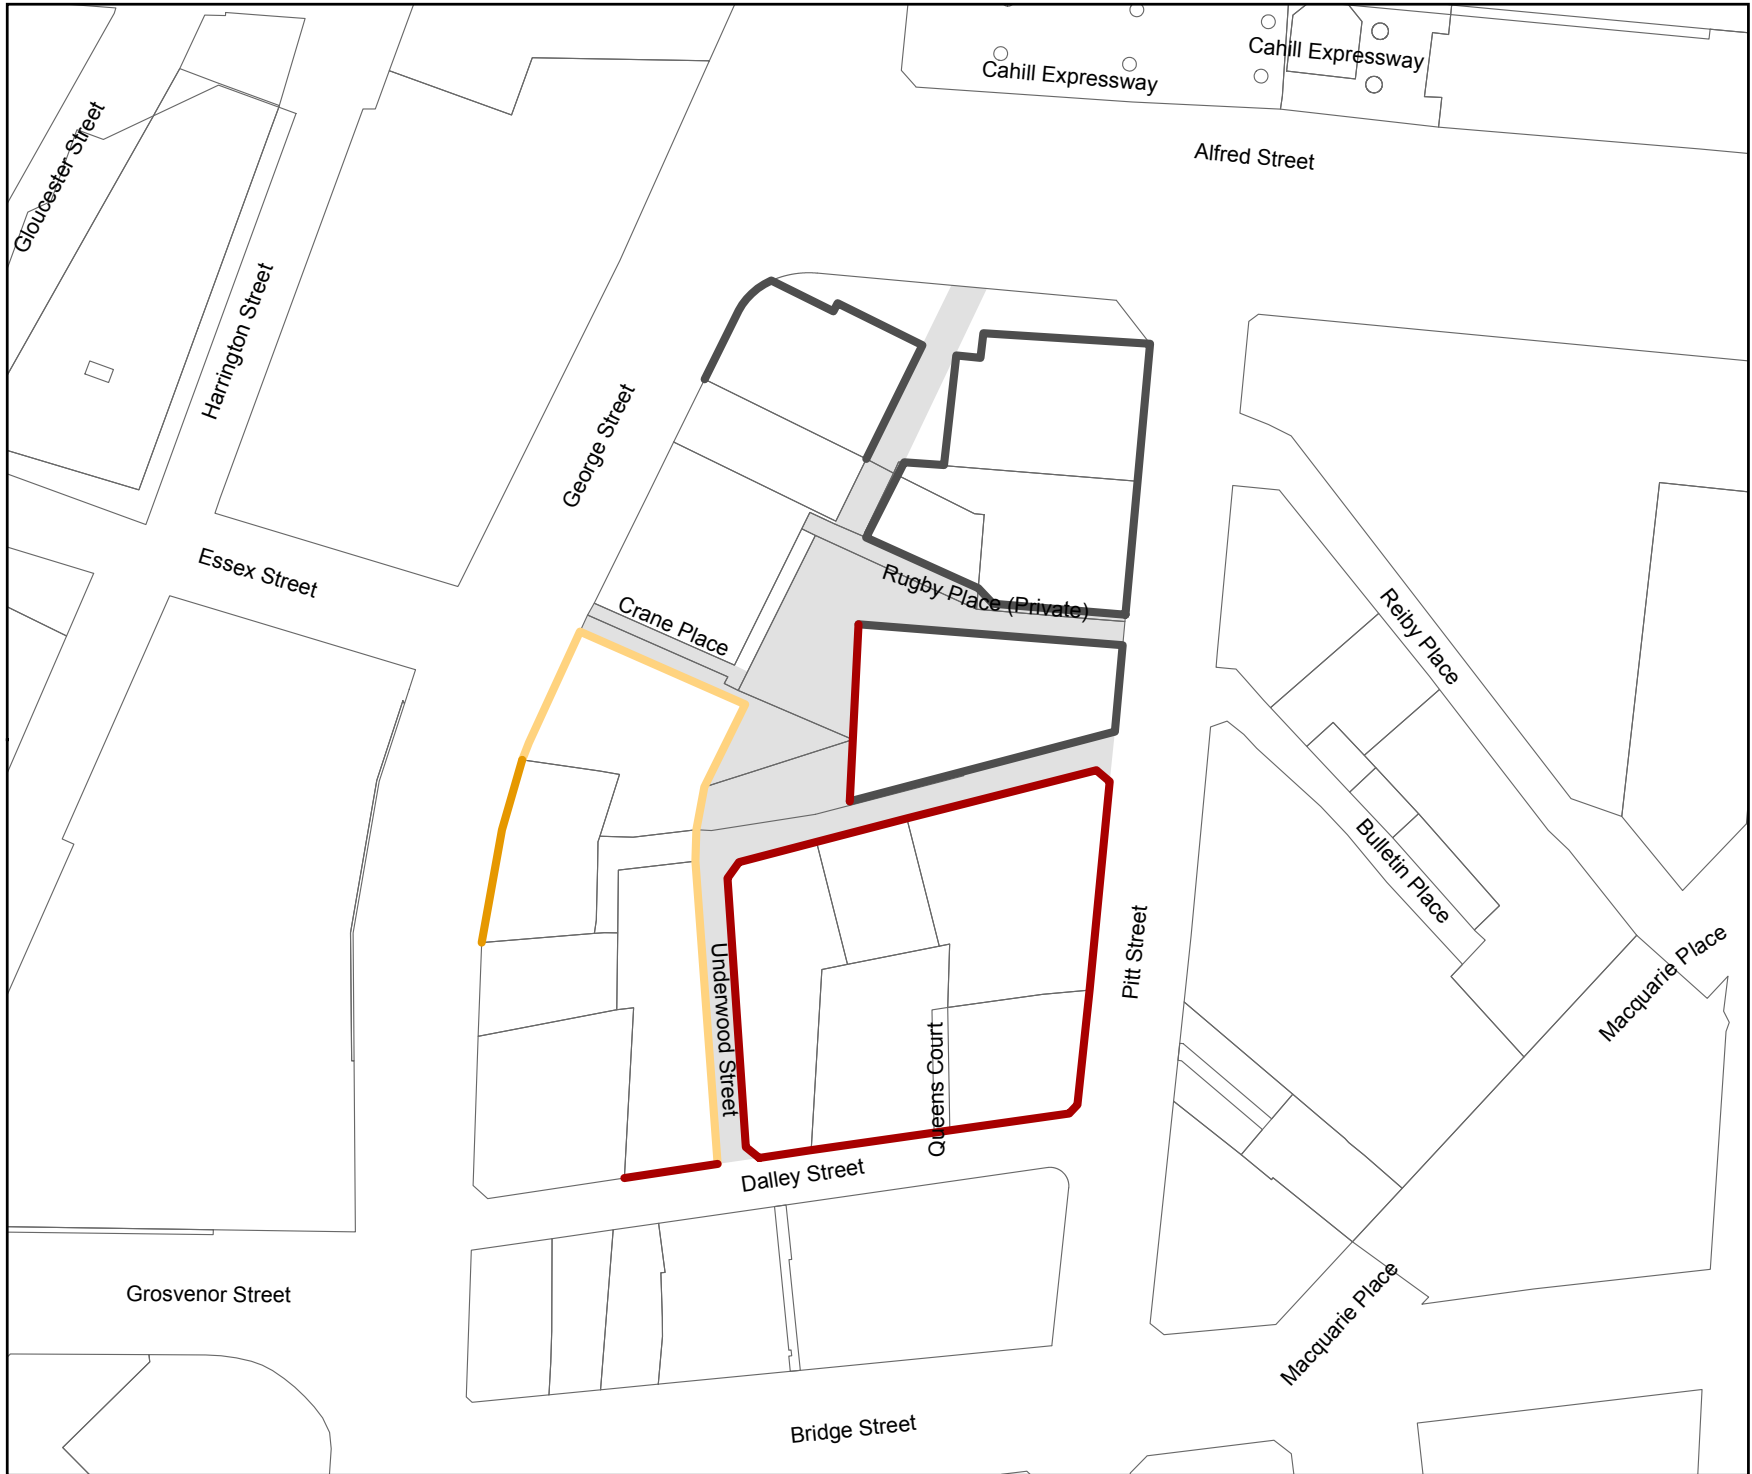 Cahill Expressway
Cahill Expressway
Alfred Street
Gloucester Street
Harrington Street
George Street
Essex Street
Rugby Place (Private)
Crane Place
Reiby Place
Bulletin Place
Pitt Street
Macquarie Place
Underwood Street
Queens Court
Dalley Street
Grosvenor Street
Macquarie Place
Bridge Street